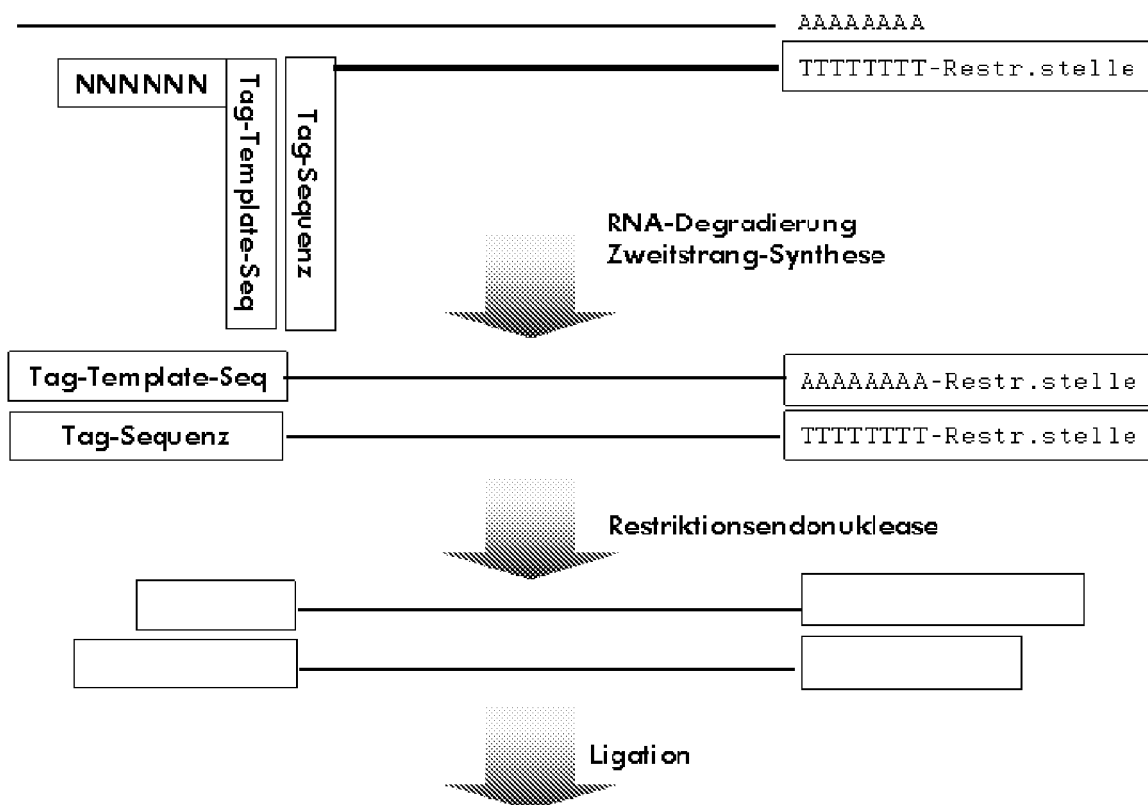 AAAAAAAA
TTTTTTTT-Restr.stelle
NNNNNN
Tag-Template-Seq
Tag-Sequenz
RNA-Degradierung
Zweitstrang-Synthese
Tag-Template-Seq
AAAAAAAA-Restr.stelle
Tag-Sequenz
TTTTTTTT-Restr.stelle
Restriktionsendonuklease
Ligation